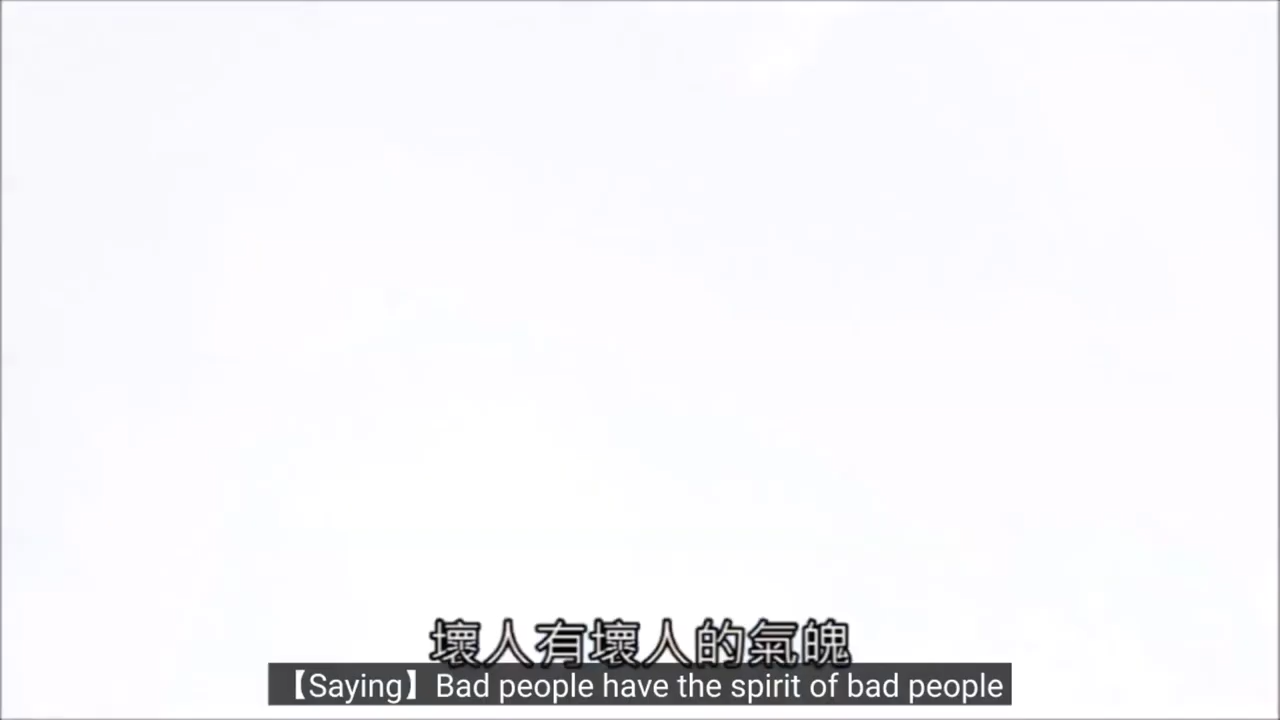 壞人有壞人的氣魄
【Saying】Bad people have the spirit of bad people